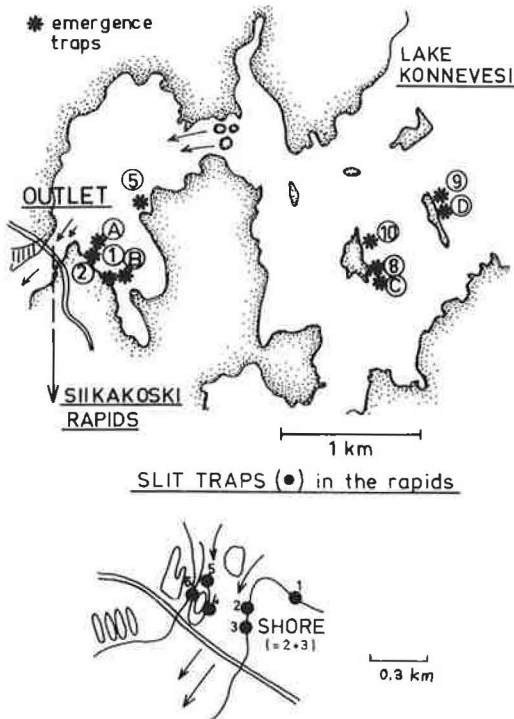 ✱ emergence
traps
LAKE
KONNEVESI
OUTLET
5
9
D
A
10
1
B
8
2
C
SIIKAKOSKI
RAPIDS
1 km
SLIT TRAPS (●) in the rapids
5
6
1
4
2
3
SHORE
(=2+3)
0.3 km